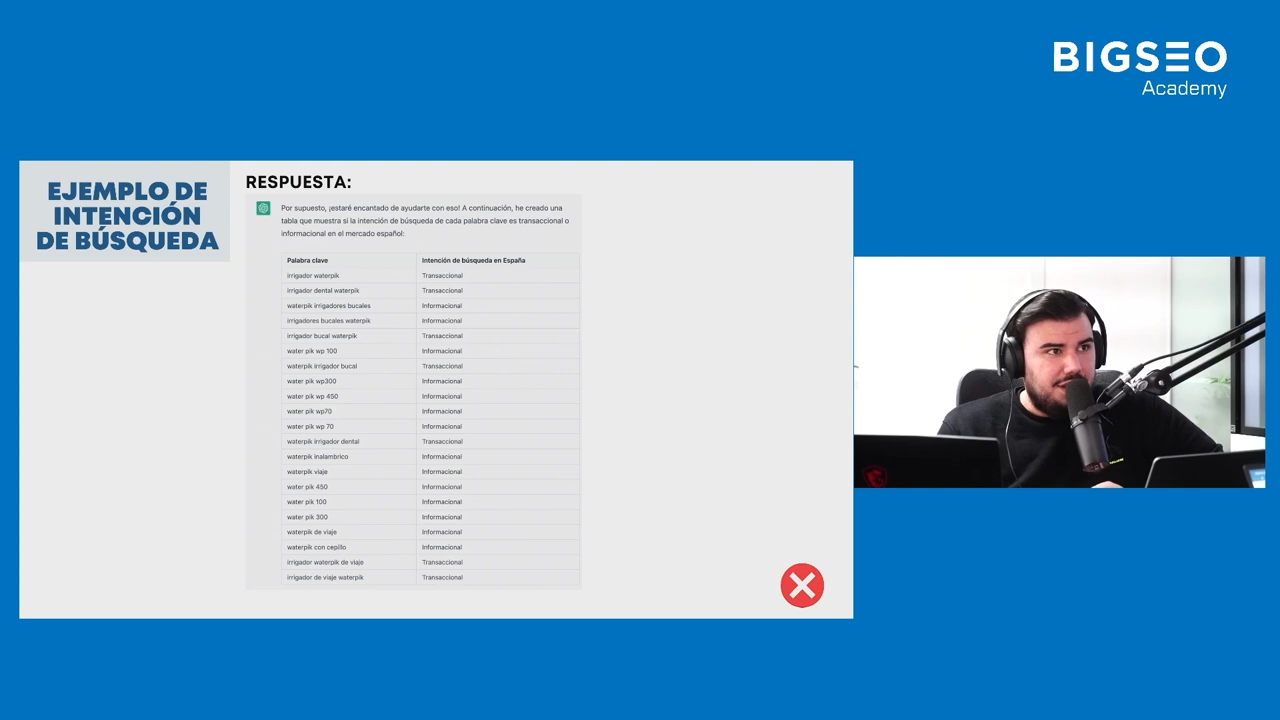 BIGSEO
Academy
EJEMPLO DE
INTENCIÓN
DE BÚSQUEDA
RESPUESTA:
Por supuesto, ¡estaré encantado de ayudarte con eso! A continuación, he creado una
tabla que muestra si la intención de búsqueda de cada palabra clave es transaccional o
informacional en el mercado español:
Palabra clave Intención de búsqueda en España
irrigador waterpik Transaccional
irrigador dental waterpik Transaccional
waterpik irrigadores bucales Informacional
irrigadores bucales waterpik Informacional
irrigador bucal waterpik Transaccional
water pik wp 100 Informacional
waterpik irrigador bucal Transaccional
water pik wp300 Informacional
water pik wp 450 Informacional
water pik wp70 Informacional
water pik wp 70 Informacional
waterpik irrigador dental Transaccional
waterpik inalambrico Informacional
waterpik viaje Informacional
water pik 450 Informacional
water pik 100 Informacional
water pik 300 Informacional
waterpik de viaje Informacional
waterpik con cepillo Informacional
irrigador waterpik de viaje Transaccional
irrigador de viaje waterpik Transaccional